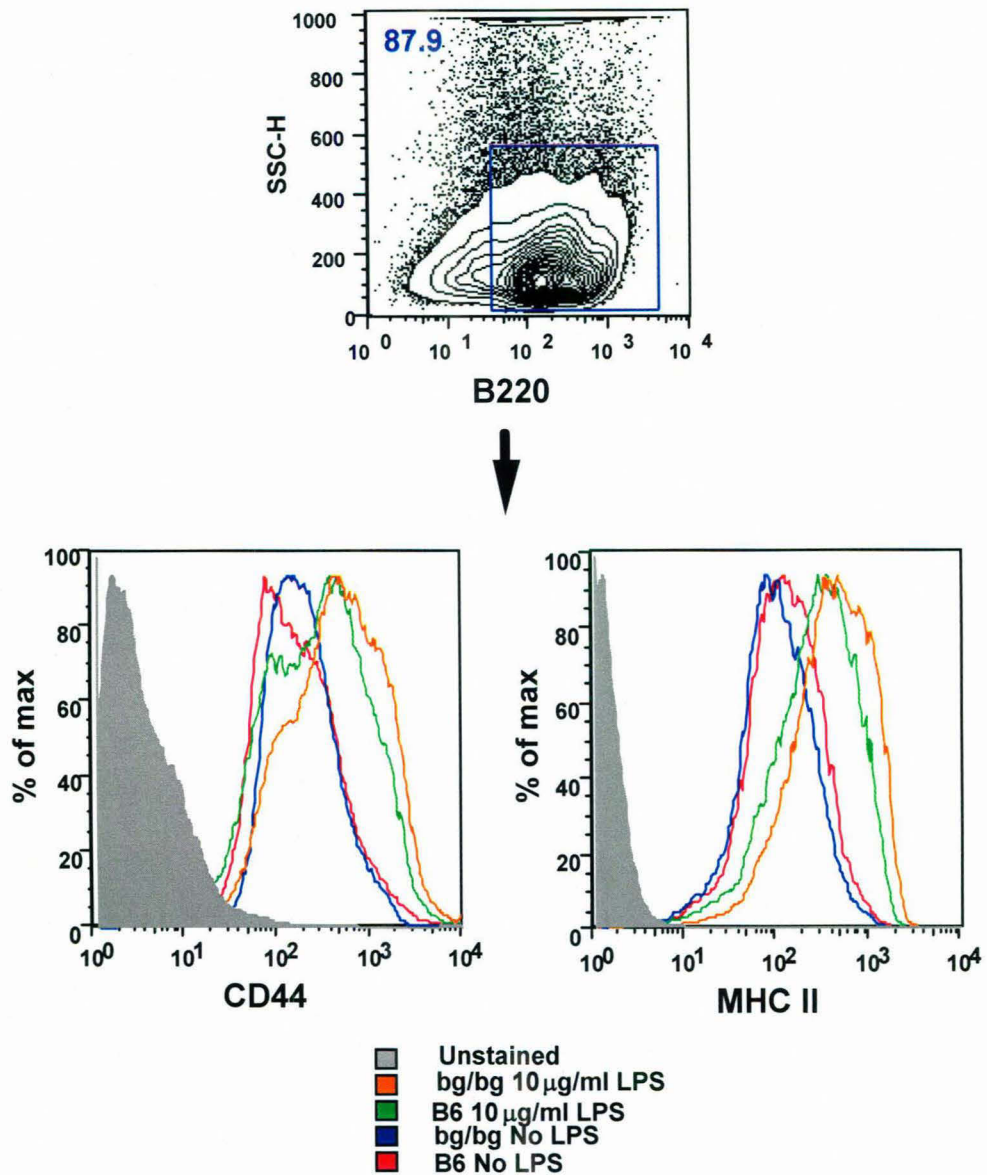 87.9
1000
800
600
400
200
0
SSC-H
10^0 10^1 10^2 10^3 10^4
B220
100
80
60
40
20
0
% of max
10^0 10^1 10^2 10^3 10^4
CD44
100
80
60
40
20
0
% of max
10^0 10^1 10^2 10^3 10^4
MHC II
Unstained
bg/bg 10 µg/ml LPS
B6 10 µg/ml LPS
bg/bg No LPS
B6 No LPS